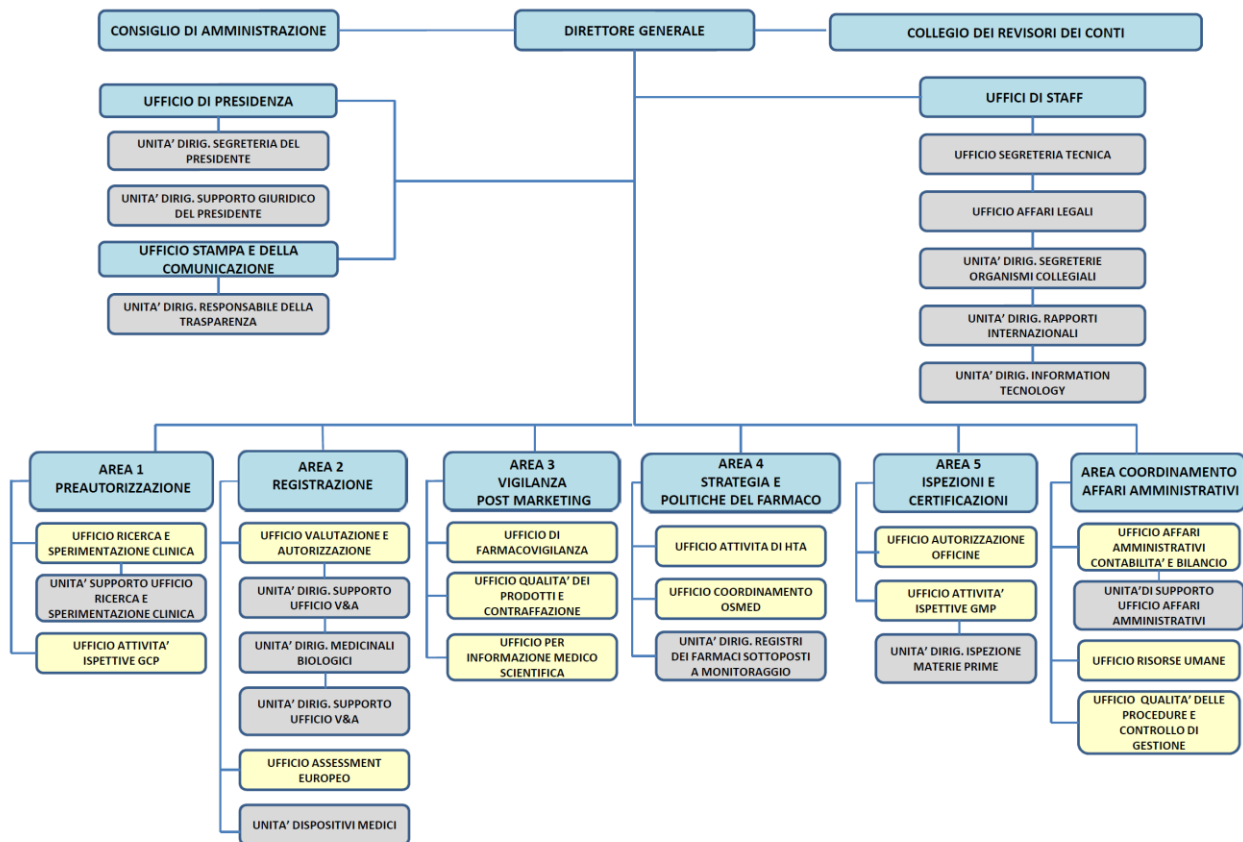 CONSIGLIO DI AMMINISTRAZIONE
DIRETTORE GENERALE
COLLEGIO DEI REVISORI DEI CONTI
UFFICIO DI PRESIDENZA
UNITA’ DIRIG. SEGRETERIA DEL
PRESIDENTE
UNITA’ DIRIG. SUPPORTO GIURIDICO
DEL PRESIDENTE
UFFICIO STAMPA E DELLA
COMUNICAZIONE
UNITA’ DIRIG. RESPONSABILE DELLA
TRASPARENZA
UFFICI DI STAFF
UFFICIO SEGRETERIA TECNICA
UFFICIO AFFARI LEGALI
UNITA’ DIRIG. SEGRETERIE
ORGANISMI COLLEGIALI
UNITA’ DIRIG. RAPPORTI
INTERNAZIONALI
UNITA’ DIRIG. INFORMATION
TECNOLOGY
AREA 1
PREAUTORIZZAZIONE
UFFICIO RICERCA E
SPERIMENTAZIONE CLINICA
UNITA’ SUPPORTO UFFICIO
RICERCA E
SPERIMENTAZIONE CLINICA
UFFICIO ATTIVITA’
ISPETTIVE GCP
AREA 2
REGISTRAZIONE
UFFICIO VALUTAZIONE E
AUTORIZZAZIONE
UNITA’ DIRIG. SUPPORTO
UFFICIO V&A
UNITA’ DIRIG. MEDICINALI
BIOLOGICI
UNITA’ DIRIG. SUPPORTO
UFFICIO V&A
UFFICIO ASSESSMENT
EUROPEO
UNITA’ DISPOSITIVI MEDICI
AREA 3
VIGILANZA
POST MARKETING
UFFICIO DI
FARMACOVIGILANZA
UFFICIO QUALITA’ DEI
PRODOTTI E
CONTRAFFAZIONE
UFFICIO PER
INFORMAZIONE MEDICO
SCIENTIFICA
AREA 4
STRATEGIA E
POLITICHE DEL FARMACO
UFFICIO ATTIVITA DI HTA
UFFICIO COORDINAMENTO
OSMED
UNITA’ DIRIG. REGISTRI
DEI FARMACI SOTTOPOSTI
A MONITORAGGIO
AREA 5
ISPEZIONI E
CERTIFICAZIONI
UFFICIO AUTORIZZAZIONE
OFFICINE
UFFICIO ATTIVITA’
ISPETTIVE GMP
UNITA’ DIRIG. ISPEZIONE
MATERIE PRIME
AREA COORDINAMENTO
AFFARI AMMINISTRATIVI
UFFICIO AFFARI
AMMINISTRATIVI
CONTABILITA’ E BILANCIO
UNITA’DI SUPPORTO
UFFICIO AFFARI
AMMINISTRATIVI
UFFICIO RISORSE UMANE
UFFICIO QUALITA’ DELLE
PROCEDURE E
CONTROLLO DI
GESTIONE